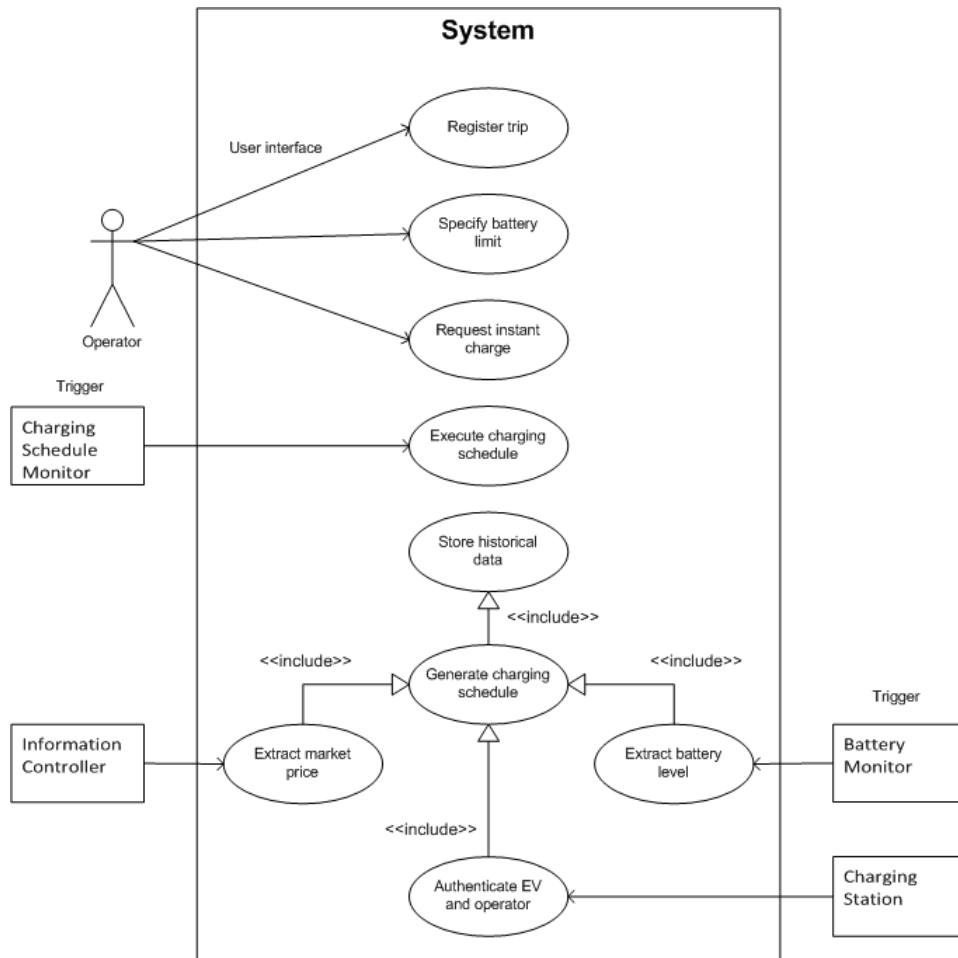 System
Register trip
User interface
Specify battery
limit
Request instant
charge
Operator
Trigger
Charging
Schedule
Monitor
Execute charging
schedule
Store historical
data
<<include>>
<<include>>
Generate charging
schedule
<<include>>
Trigger
Information
Controller
Extract market
price
Extract battery
level
Battery
Monitor
<<include>>
Authenticate EV
and operator
Charging
Station